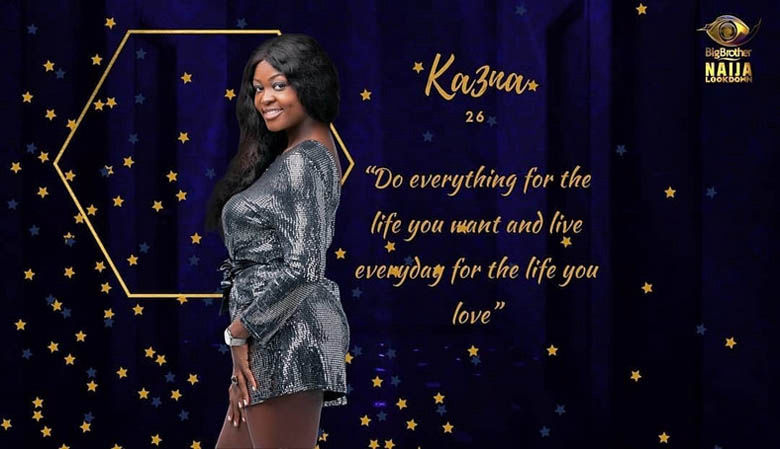 Ka3na
26
“Do everything for the
life you want and live
everyday for the life you
love”
BigBrother
NAIJA
LOCKDOWN